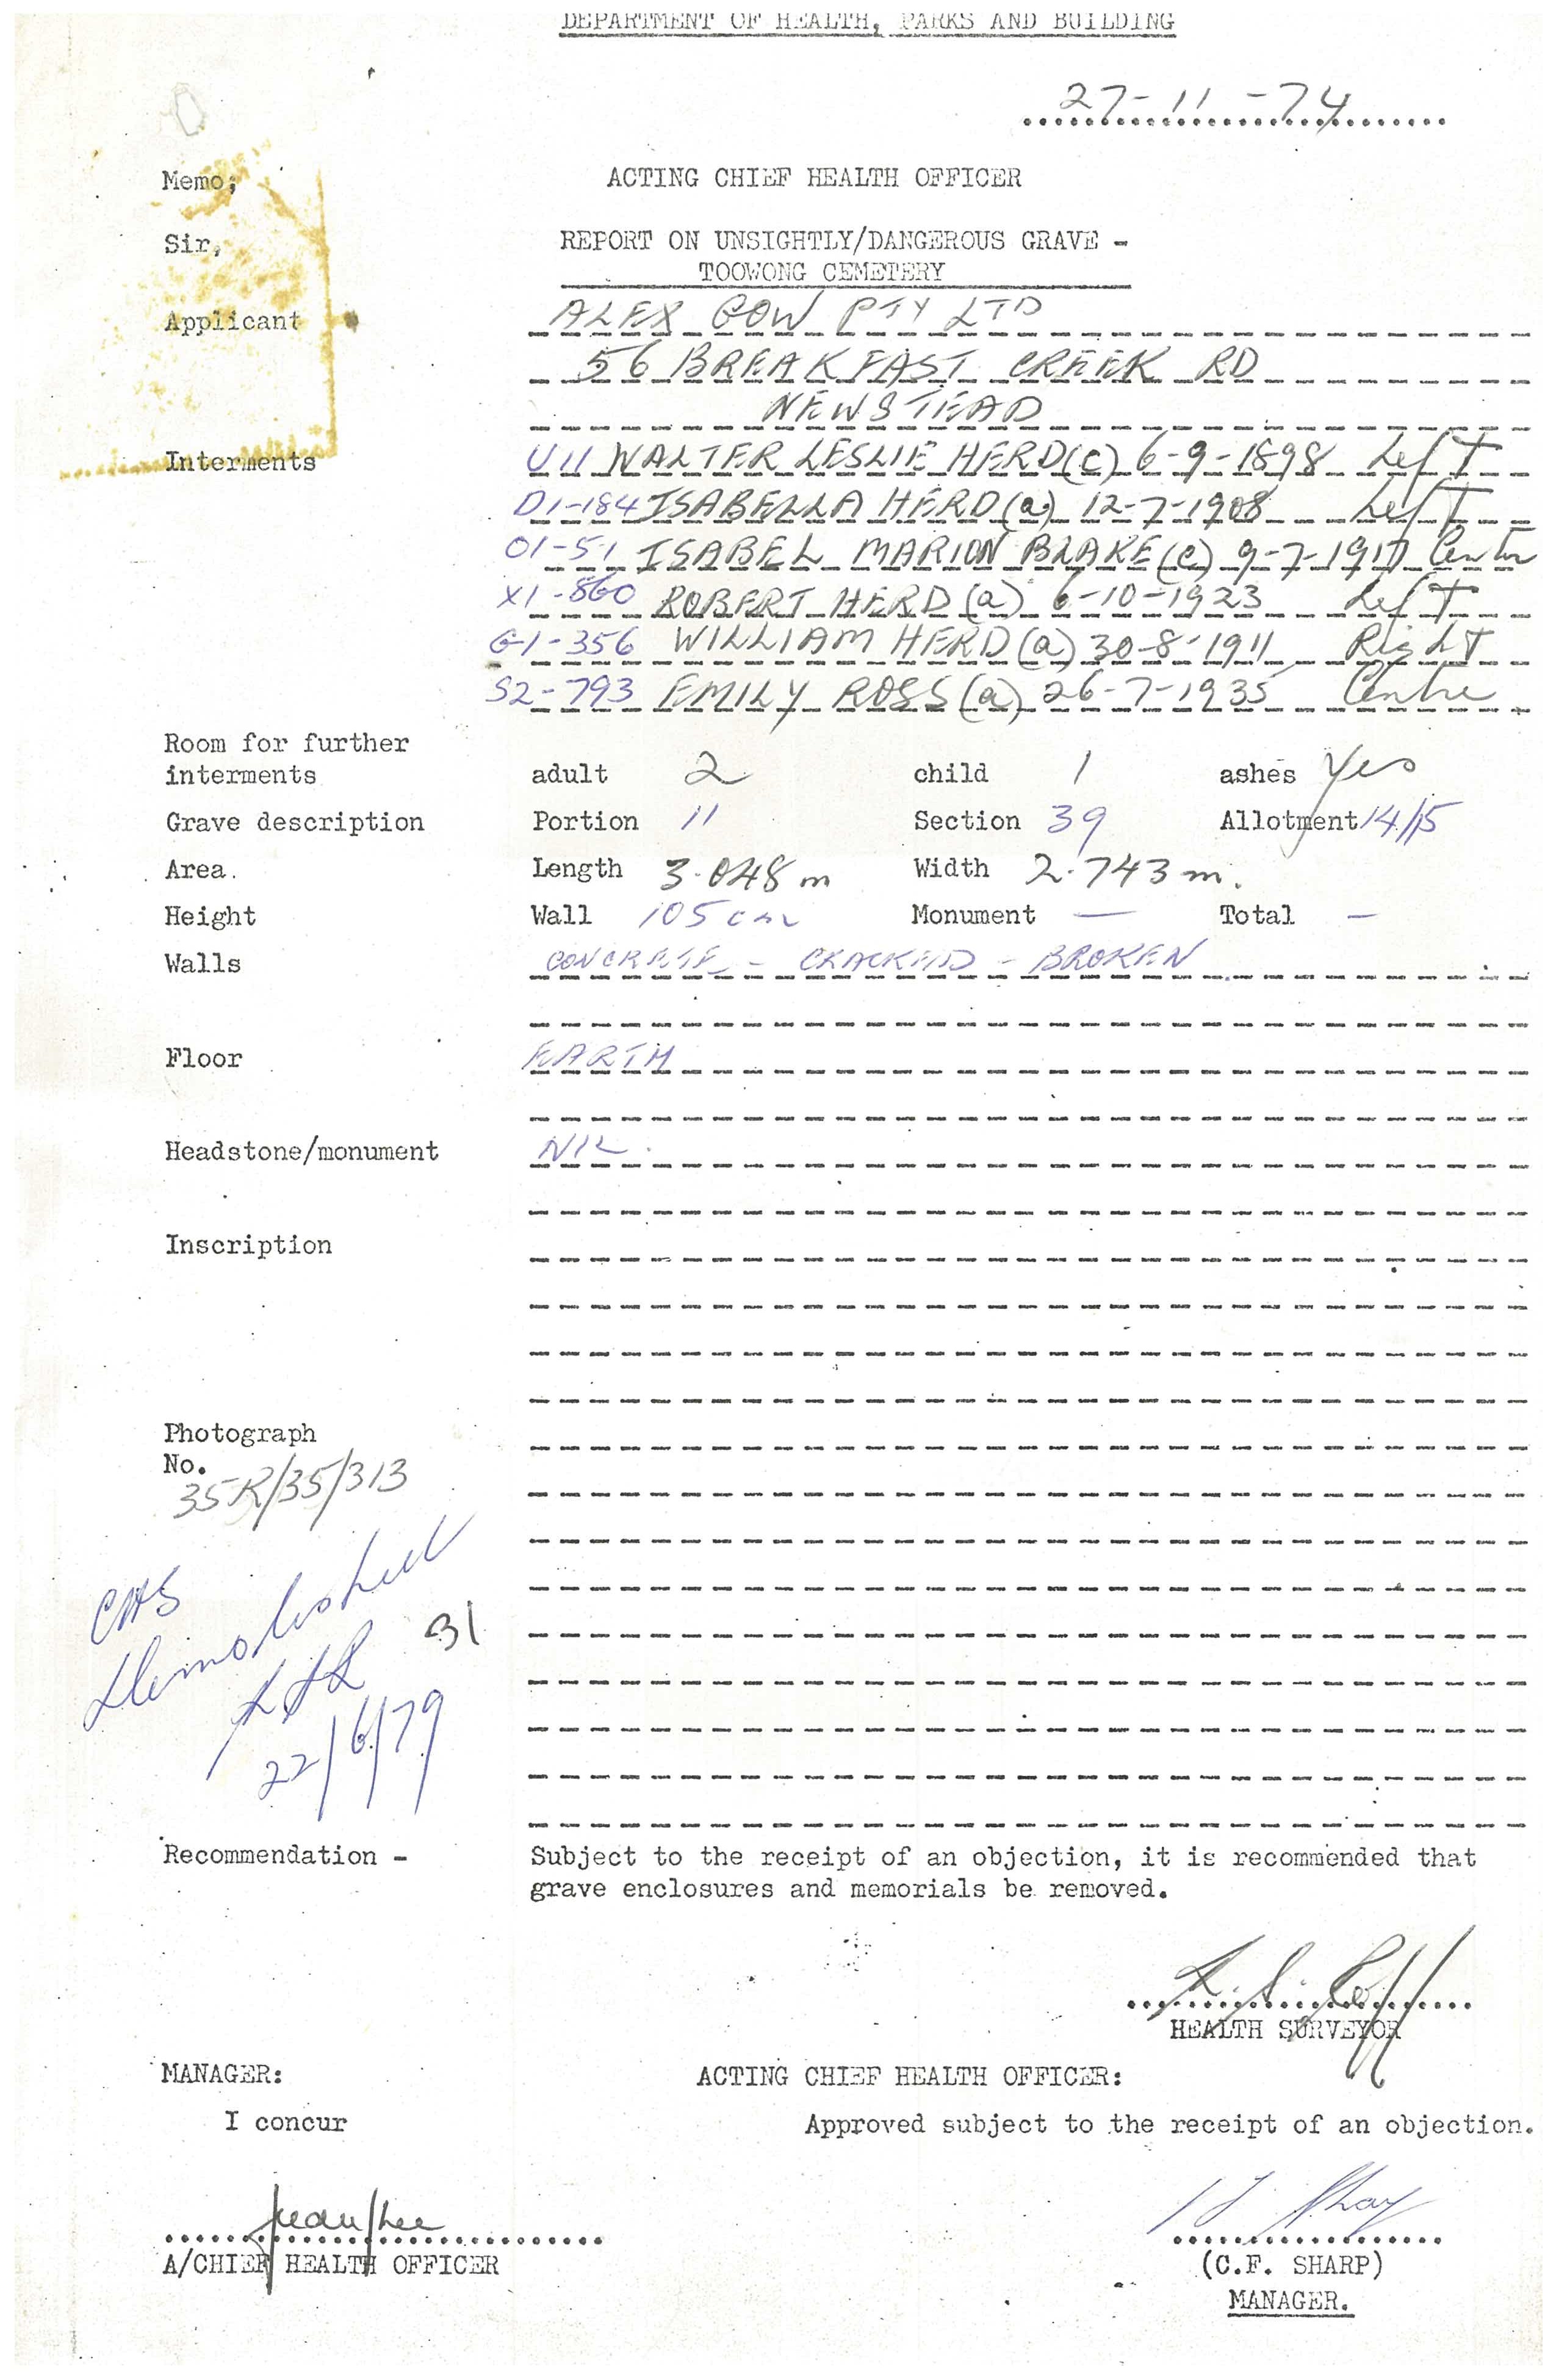 DEPARTMENT OF HEALTH, PARKS AND BUILDING
27-11-74
Memo;
ACTING CHIEF HEALTH OFFICER
Sir,
REPORT ON UNSIGHTLY/DANGEROUS GRAVE -
TOOWONG CEMETERY
Applicant ALEX GOW PTY LTD
56 BREAKFAST CREEK RD
NEWSTEAD
Interments U11 WALTER LESLIE HERD (c) 6-9-1898 Left
D1-184 ISABELLA HERD (a) 12-7-1908 Left
O1-51 ISABEL MARION BLAKE (c) 9-7-1917 Centre
X1-860 ROBERT HERD (a) 6-10-1923 Left
G1-356 WILLIAM HERD (a) 30-8-1911 Right
S2-793 EMILY ROSS (a) 26-7-1935 Centre
Room for further
interments adult 2 child 1 ashes Yes
Grave description Portion 11 Section 39 Allotment 14/15
Area. Length 3.048 m Width 2.743 m.
Height Wall 105 cm Monument — Total —
Walls CONCRETE - CRACKED - BROKEN
Floor EARTH
Headstone/monument NIL.
Inscription
Photograph
No.
35R/35/313
CHS
Demolished
31
22/6/79
Recommendation - Subject to the receipt of an objection, it is recommended that
grave enclosures and memorials be removed.
HEALTH SURVEYOR
MANAGER: ACTING CHIEF HEALTH OFFICER:
I concur Approved subject to the receipt of an objection.
A/CHIEF HEALTH OFFICER (C.F. SHARP)
MANAGER.